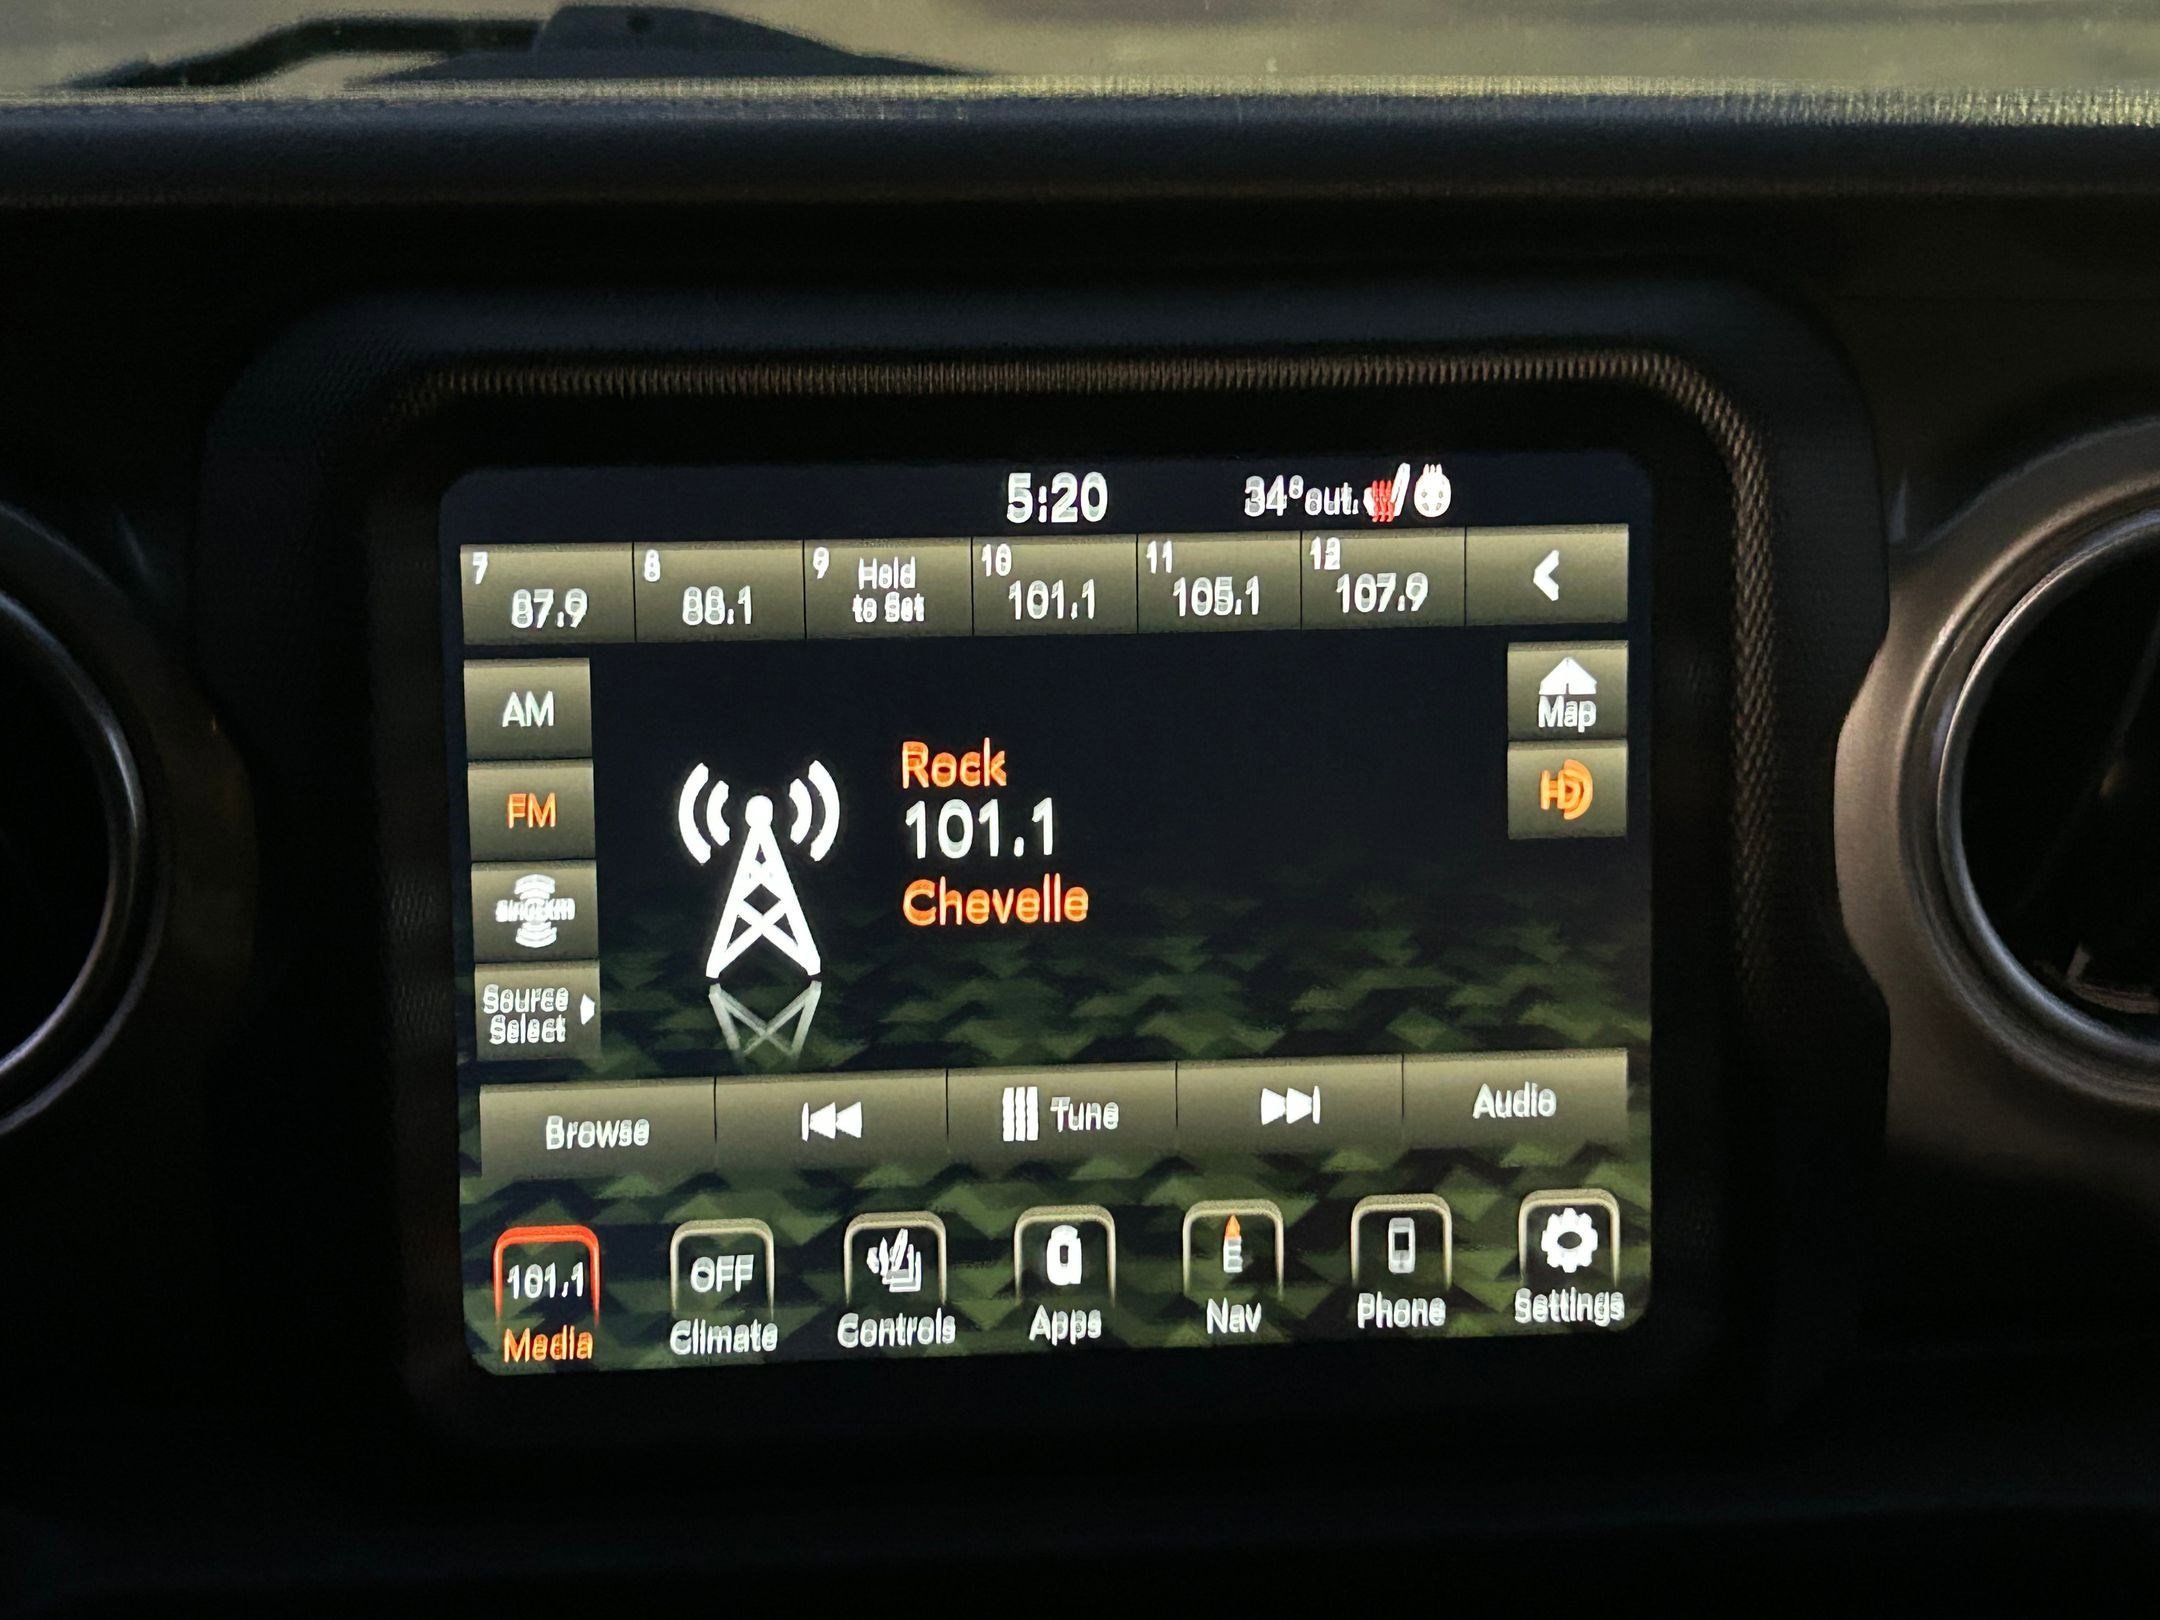 5:20
34° out.
7 87.9
8 88.1
9 Hold to Set
10 101.1
11 105.1
12 107.9
AM
Map
Rock
FM
HD
101.1
Chevelle
SiriusXM
Source
Select
Browse
Tune
Audio
101.1
OFF
E
Media
Climate
Controls
Apps
Nav
Phone
Settings